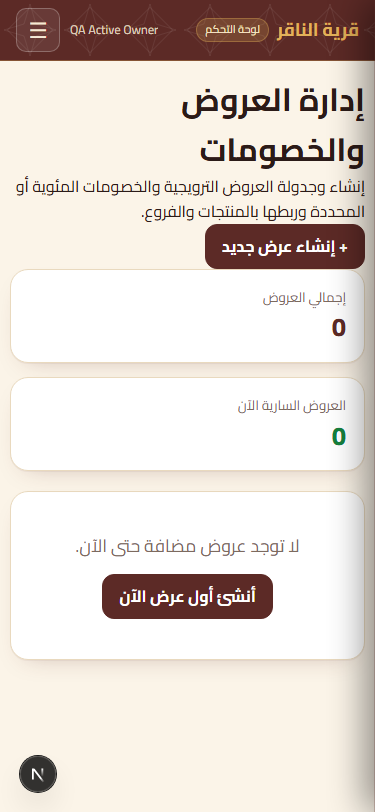 قرية الناقر
لوحة التحكم
QA Active Owner
إدارة العروض
والخصومات
إنشاء وجدولة العروض الترويجية والخصومات المئوية أو
المحددة وربطها بالمنتجات والفروع.
+ إنشاء عرض جديد
إجمالي العروض
0
العروض السارية الآن
0
لا توجد عروض مضافة حتى الآن.
أنشئ أول عرض الآن
N